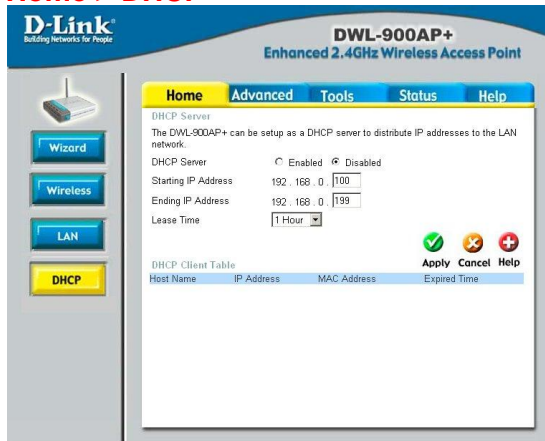 D-Link
Building Networks for People
DWL-900AP+
Enhanced 2.4GHz Wireless Access Point
Home Advanced Tools Status Help
Wizard
Wireless
LAN
DHCP
DHCP Server
The DWL-900AP+ can be setup as a DHCP server to distribute IP addresses to the LAN
network.
DHCP Server Enabled Disabled
Starting IP Address 192 . 168 . 0 . 100
Ending IP Address 192 . 168 . 0 . 199
Lease Time 1 Hour
Apply Cancel Help
DHCP Client Table
Host Name IP Address MAC Address Expired Time